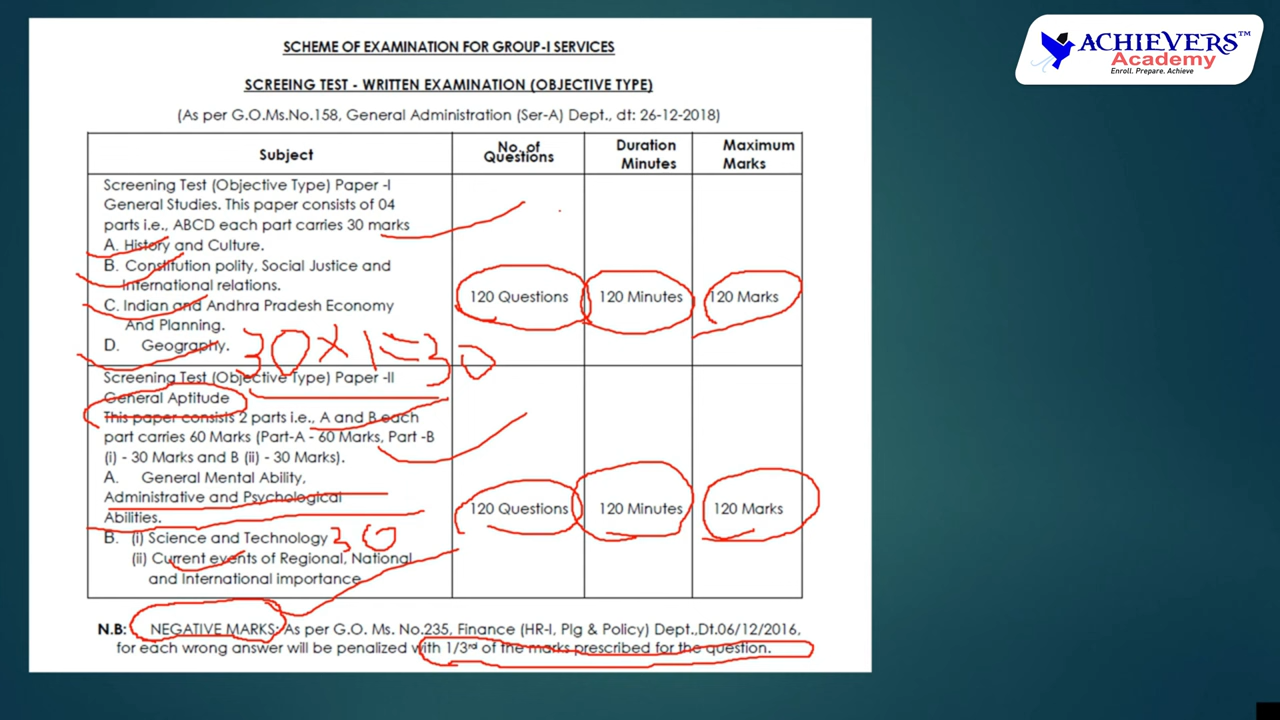 ACHIEVERS™
Academy
Enroll. Prepare. Achieve
SCHEME OF EXAMINATION FOR GROUP-I SERVICES
SCREEING TEST - WRITTEN EXAMINATION (OBJECTIVE TYPE)
(As per G.O.Ms.No.158, General Administration (Ser-A) Dept., dt: 26-12-2018)
Subject
No. of
Questions
Duration
Minutes
Maximum
Marks
Screening Test (Objective Type) Paper -I
General Studies. This paper consists of 04
parts i.e., ABCD each part carries 30 marks
A. History and Culture.
B. Constitution polity, Social Justice and
International relations.
C. Indian and Andhra Pradesh Economy
And Planning.
D. Geography.
120 Questions
120 Minutes
120 Marks
30 × 1 = 30
Screening Test (Objective Type) Paper -II
General Aptitude
This paper consists 2 parts i.e., A and B each
part carries 60 Marks (Part-A - 60 Marks, Part -B
(i) - 30 Marks and B (ii) - 30 Marks).
A. General Mental Ability,
Administrative and Psychological
Abilities.
B. (i) Science and Technology 30
(ii) Current events of Regional, National
and International importance
120 Questions
120 Minutes
120 Marks
N.B: NEGATIVE MARKS: As per G.O. Ms. No.235, Finance (HR-I, Plg & Policy) Dept.,Dt.06/12/2016,
for each wrong answer will be penalized with 1/3rd of the marks prescribed for the question.